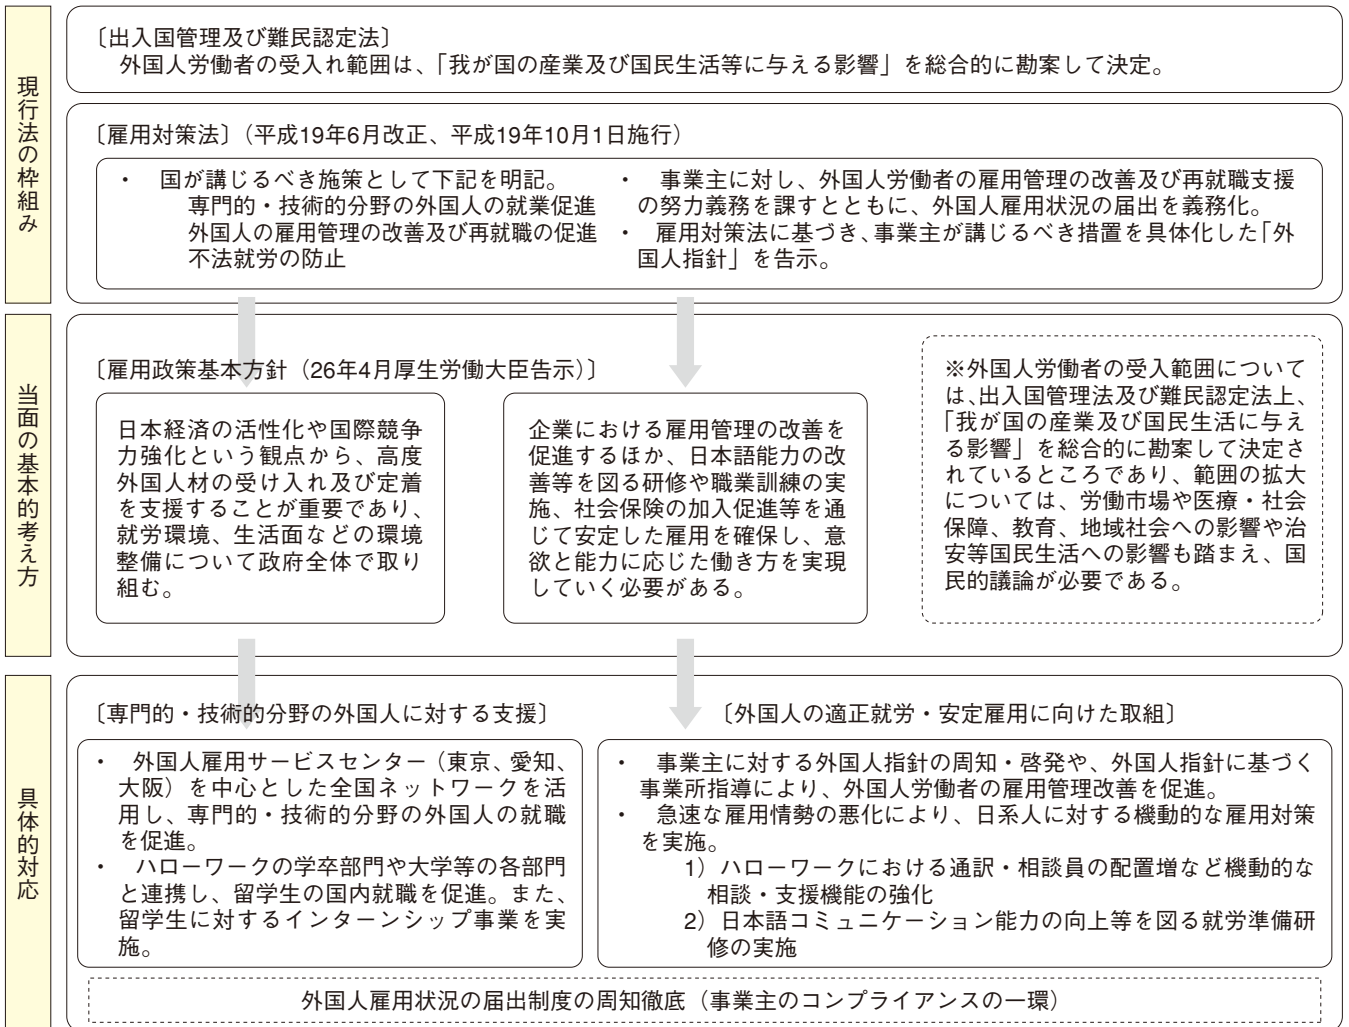 現行法の枠組み
〔出入国管理及び難民認定法〕
外国人労働者の受入れ範囲は、「我が国の産業及び国民生活等に与える影響」を総合的に勘案して決定。
〔雇用対策法〕（平成19年6月改正、平成19年10月1日施行）
・　国が講じるべき施策として下記を明記。
専門的・技術的分野の外国人の就業促進
外国人の雇用管理の改善及び再就職の促進
不法就労の防止
・　事業主に対し、外国人労働者の雇用管理の改善及び再就職支援
の努力義務を課すとともに、外国人雇用状況の届出を義務化。
・　雇用対策法に基づき、事業主が講じるべき措置を具体化した「外
国人指針」を告示。
当面の基本的考え方
〔雇用政策基本方針（26年4月厚生労働大臣告示）〕
日本経済の活性化や国際競争
力強化という観点から、高度
外国人材の受け入れ及び定着
を支援することが重要であり、
就労環境、生活面などの環境
整備について政府全体で取り
組む。
企業における雇用管理の改善を
促進するほか、日本語能力の改
善等を図る研修や職業訓練の実
施、社会保険の加入促進等を通
じて安定した雇用を確保し、意
欲と能力に応じた働き方を実現
していく必要がある。
※外国人労働者の受入範囲について
は、出入国管理法及び難民認定法上、
「我が国の産業及び国民生活に与え
る影響」を総合的に勘案して決定さ
れているところであり、範囲の拡大
については、労働市場や医療・社会
保障、教育、地域社会への影響や治
安等国民生活への影響も踏まえ、国
民的議論が必要である。
具体的対応
〔専門的・技術的分野の外国人に対する支援〕
・　外国人雇用サービスセンター（東京、愛知、
大阪）を中心とした全国ネットワークを活
用し、専門的・技術的分野の外国人の就職
を促進。
・　ハローワークの学卒部門や大学等の各部門
と連携し、留学生の国内就職を促進。また、
留学生に対するインターンシップ事業を実
施。
〔外国人の適正就労・安定雇用に向けた取組〕
・　事業主に対する外国人指針の周知・啓発や、外国人指針に基づく
事業所指導により、外国人労働者の雇用管理改善を促進。
・　急速な雇用情勢の悪化により、日系人に対する機動的な雇用対策
を実施。
1）ハローワークにおける通訳・相談員の配置増など機動的な
相談・支援機能の強化
2）日本語コミュニケーション能力の向上等を図る就労準備研
修の実施
外国人雇用状況の届出制度の周知徹底（事業主のコンプライアンスの一環）